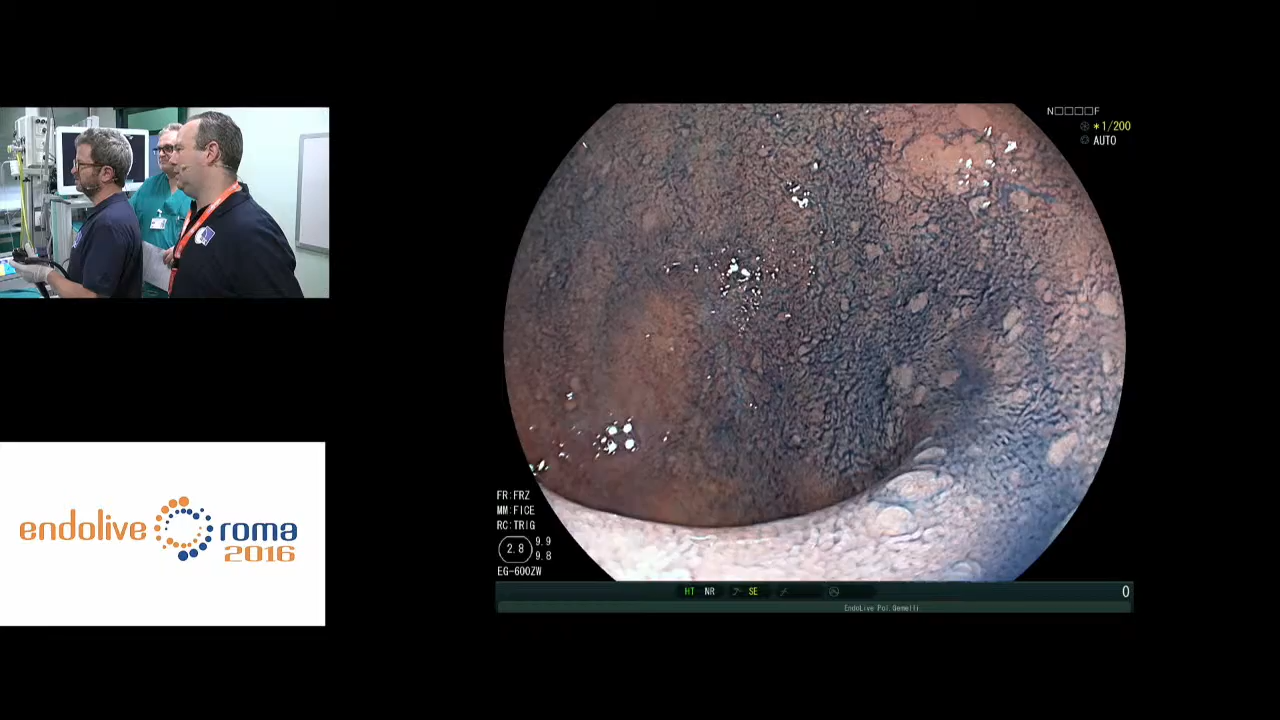 endolive roma
2016
N□□□□F
*1/200
AUTO
FR:FRZ
MM:FICE
RC:TRIG
2.8
9.9
9.8
EG-600ZW
HT NR SE
0
EndoLive Pol.Gemelli